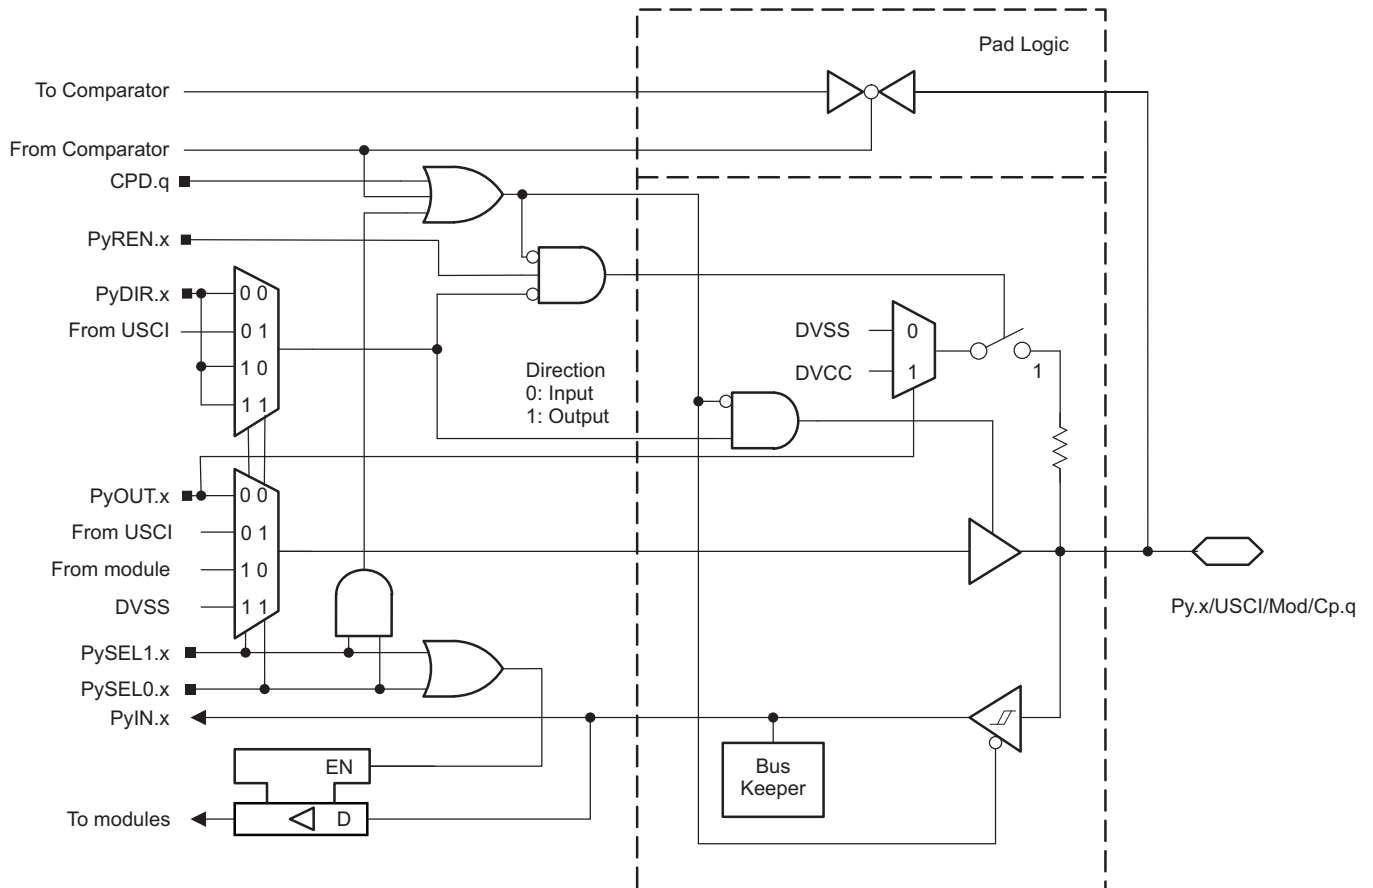 Pad Logic
To Comparator
From Comparator
CPD.q
PyREN.x
PyDIR.x
0 0
From USCI
0 1
1 0
1 1
Direction
0: Input
1: Output
DVSS
0
DVCC
1
1
PyOUT.x
0 0
From USCI
0 1
From module
1 0
DVSS
1 1
Py.x/USCI/Mod/Cp.q
PySEL1.x
PySEL0.x
PyIN.x
EN
Bus
Keeper
To modules
D